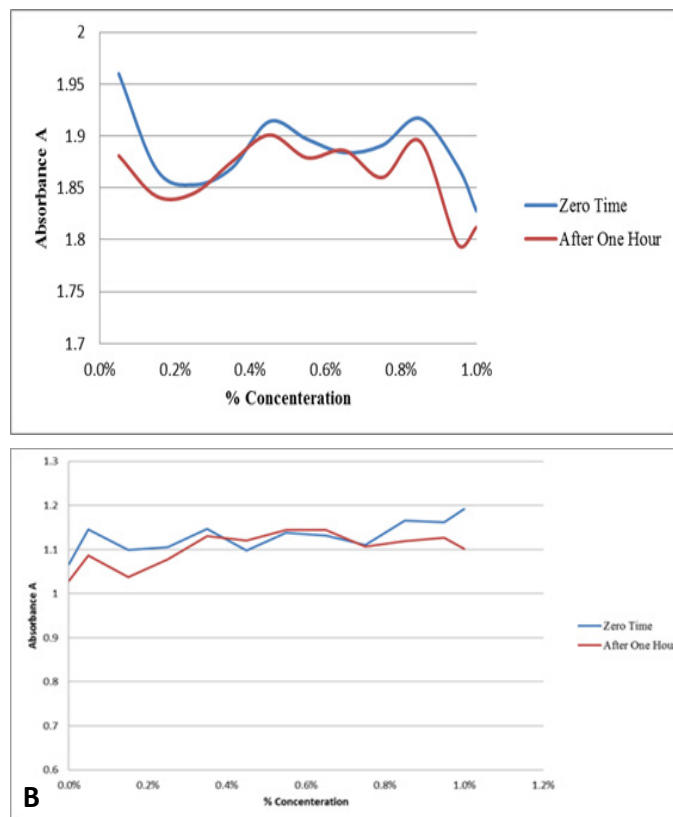 2
1.95
1.9
1.85
1.8
1.75
1.7
Absorbance A
0.0% 0.2% 0.4% 0.6% 0.8% 1.0%
% Concenteration
Zero Time
After One Hour
1.3
1.2
1.1
1
0.9
0.8
0.7
0.6
Absorbance A
0.0% 0.2% 0.4% 0.6% 0.8% 1.0% 1.2%
% Concenteration
Zero Time
After One Hour
B